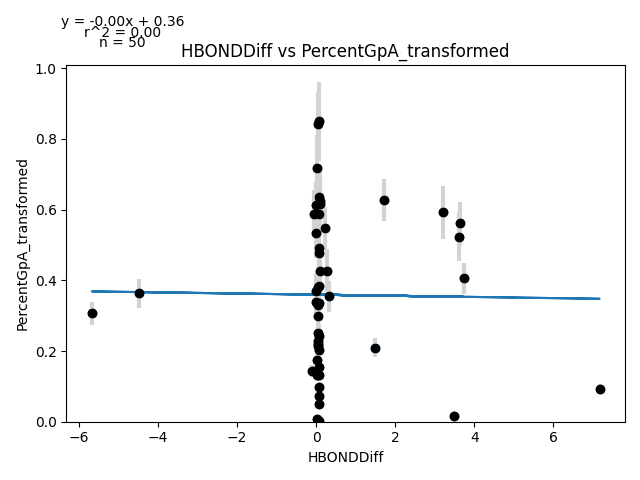 y = -0.00x + 0.36
r^2 = 0.00
n = 50
HBONDDiff vs PercentGpA_transformed
1.0
0.8
0.6
0.4
0.2
0.0
PercentGpA_transformed
−6
−4
−2
0
2
4
6
HBONDDiff